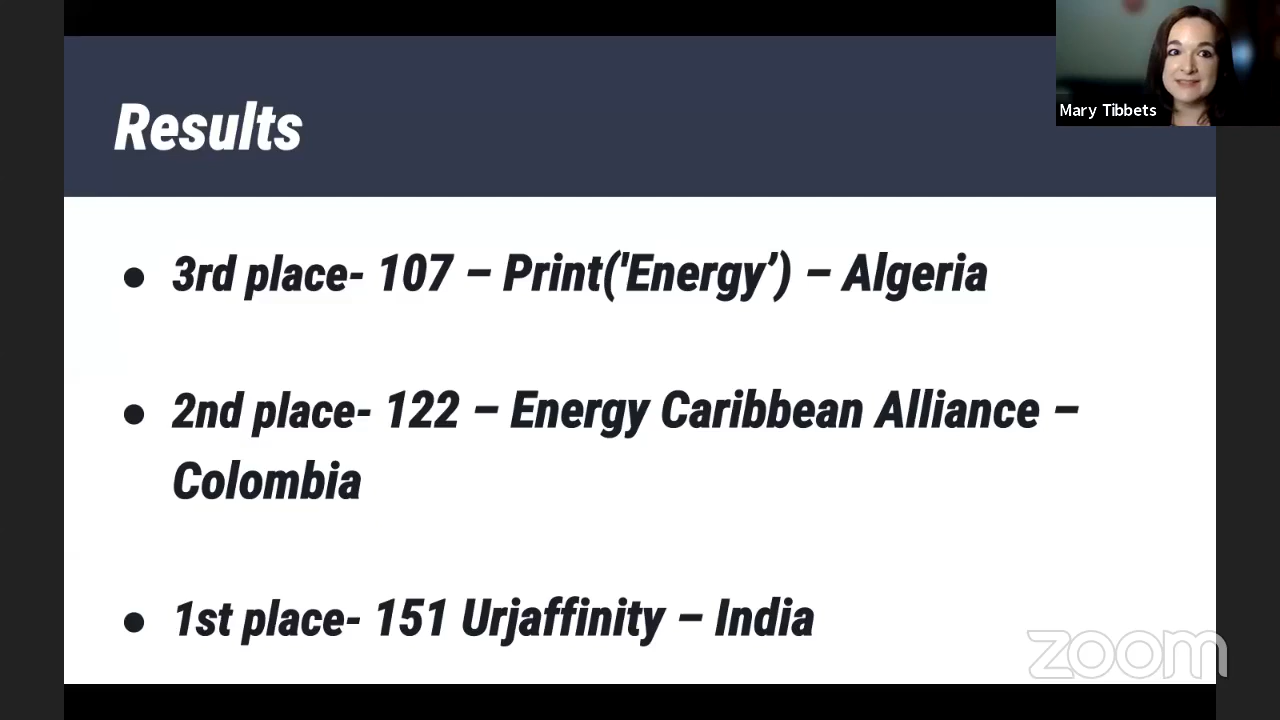 Mary Tibbets
Results
● 3rd place- 107 – Print('Energy’) – Algeria
● 2nd place- 122 – Energy Caribbean Alliance –
Colombia
● 1st place- 151 Urjaffinity – India
zoom